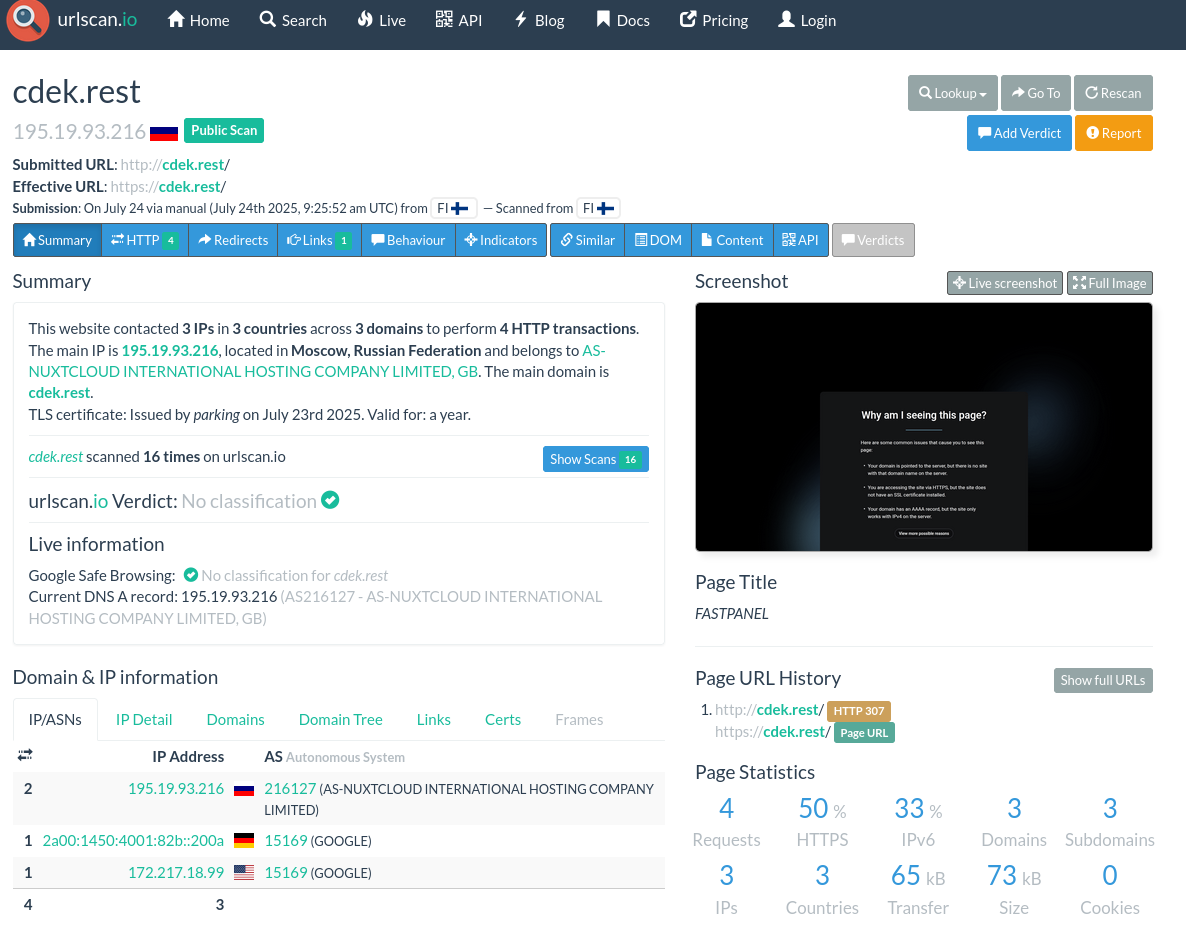 urlscan.io Home Search Live API Blog Docs Pricing Login
cdek.rest
Lookup Go To Rescan
195.19.93.216 Public Scan
Add Verdict Report
Submitted URL: http://cdek.rest/
Effective URL: https://cdek.rest/
Submission: On July 24 via manual (July 24th 2025, 9:25:52 am UTC) from FI — Scanned from FI
Summary HTTP 4 Redirects Links 1 Behaviour Indicators Similar DOM Content API Verdicts
Summary
This website contacted 3 IPs in 3 countries across 3 domains to perform 4 HTTP transactions.
The main IP is 195.19.93.216, located in Moscow, Russian Federation and belongs to AS-
NUXTCLOUD INTERNATIONAL HOSTING COMPANY LIMITED, GB. The main domain is
cdek.rest.
TLS certificate: Issued by parking on July 23rd 2025. Valid for: a year.
cdek.rest scanned 16 times on urlscan.io Show Scans 16
urlscan.io Verdict: No classification
Live information
Google Safe Browsing: No classification for cdek.rest
Current DNS A record: 195.19.93.216 (AS216127 - AS-NUXTCLOUD INTERNATIONAL
HOSTING COMPANY LIMITED, GB)
Domain & IP information
IP/ASNs IP Detail Domains Domain Tree Links Certs Frames
IP Address AS Autonomous System
2 195.19.93.216 216127 (AS-NUXTCLOUD INTERNATIONAL HOSTING COMPANY
LIMITED)
1 2a00:1450:4001:82b::200a 15169 (GOOGLE)
1 172.217.18.99 15169 (GOOGLE)
4 3
Screenshot Live screenshot Full Image
Why am I seeing this page?
Here are some common issues that cause you to see this
page:
• Your domain is pointed to the server, but there is no site
with that domain name on the server.
• You are accessing the site via HTTPS, but the site does
not have an SSL certificate installed.
• Your domain has an AAAA record, but the site only
works with IPv4 on the server.
View more possible reasons
Page Title
FASTPANEL
Page URL History Show full URLs
1. http://cdek.rest/ HTTP 307
https://cdek.rest/ Page URL
Page Statistics
4 50 % 33 % 3 3
Requests HTTPS IPv6 Domains Subdomains
3 3 65 kB 73 kB 0
IPs Countries Transfer Size Cookies